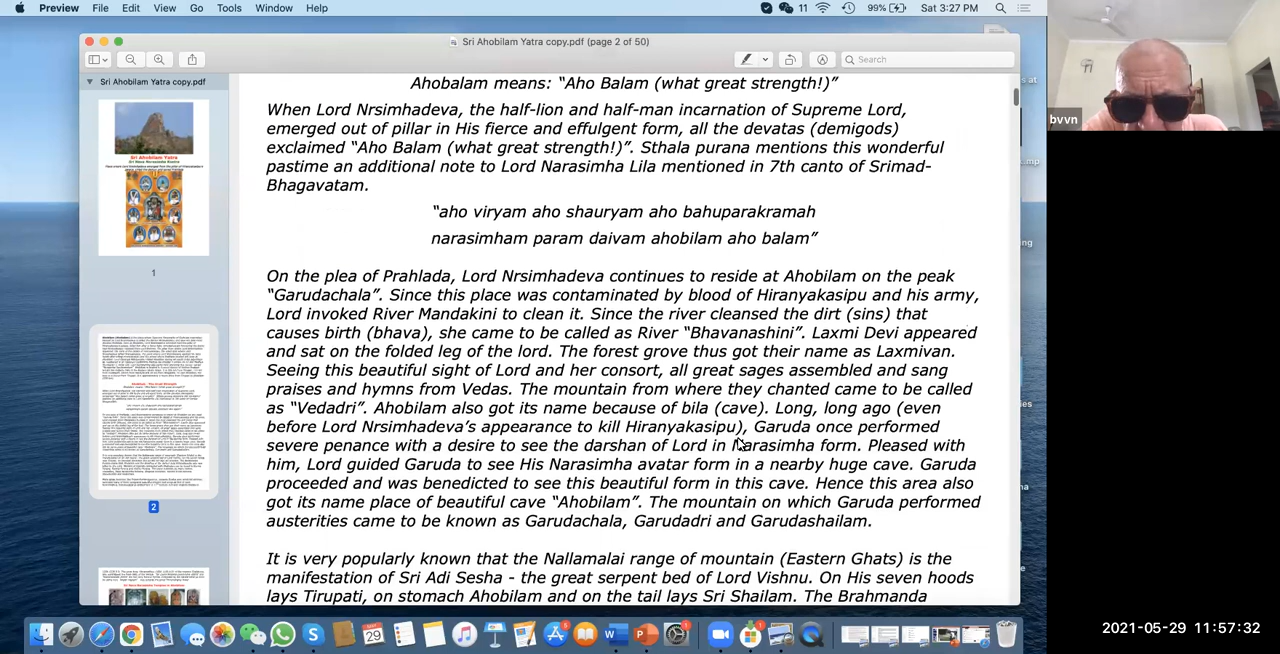 Preview File Edit View Go Tools Window Help
11 99% Sat 3:27 PM
Sri Ahobilam Yatra copy.pdf (page 2 of 50)
Search
Sri Ahobilam Yatra copy.pdf
Sri Ahobilam Yatra
1
2
Ahobalam means: “Aho Balam (what great strength!)”
When Lord Nrsimhadeva, the half-lion and half-man incarnation of Supreme Lord,
emerged out of pillar in His fierce and effulgent form, all the devatas (demigods)
exclaimed “Aho Balam (what great strength!)”. Sthala purana mentions this wonderful
pastime an additional note to Lord Narasimha Lila mentioned in 7th canto of Srimad-
Bhagavatam.
“aho viryam aho shauryam aho bahuparakramah
narasimham param daivam ahobilam aho balam”
On the plea of Prahlada, Lord Nrsimhadeva continues to reside at Ahobilam on the peak
“Garudachala”. Since this place was contaminated by blood of Hiranyakasipu and his army,
Lord invoked River Mandakini to clean it. Since the river cleansed the dirt (sins) that
causes birth (bhava), she came to be called as River “Bhavanashini”. Laxmi Devi appeared
amidst on the sidelap of the lord. This holy grove thus got their name as Laxmivan.
Seeing this beautiful sight of Lord and his consort, all great sages assembled and sang
praises and hymns from Vedas. The mountain from where they chanted began to be called
as “Vedadri”. Ahobilam also got its name because of bila (cave). Long long ago (even
before Lord Nrsimhadeva’s appearance to kill Hiranyakasipu), Garuda once performed
severe penance with a desire to see the form of Lord in Narasimha avatar. Pleased with
him, Lord guided Garuda to see His Narasimha avatar form in a nearby huge cave. Garuda
proceeded and was benedicted to see this beautiful form in this cave. Hence this area also
got its name place of beautiful cave “Ahobilam”. The mountain on which Garuda performed
austerities came to be known as Garudachala, Garudadri and Garudashailam.
It is very popularly known that the Nallamalai range of mountain (East Ghats) is the
manifestation of Sri Adi Sesha - the great serpent bed of Lord Vishnu. On His seven hoods
lays Tirupati, on stomach Ahobilam and on the tail lays Sri Shailam. The Brahmanda
bvvn
2021-05-29 11:57:32